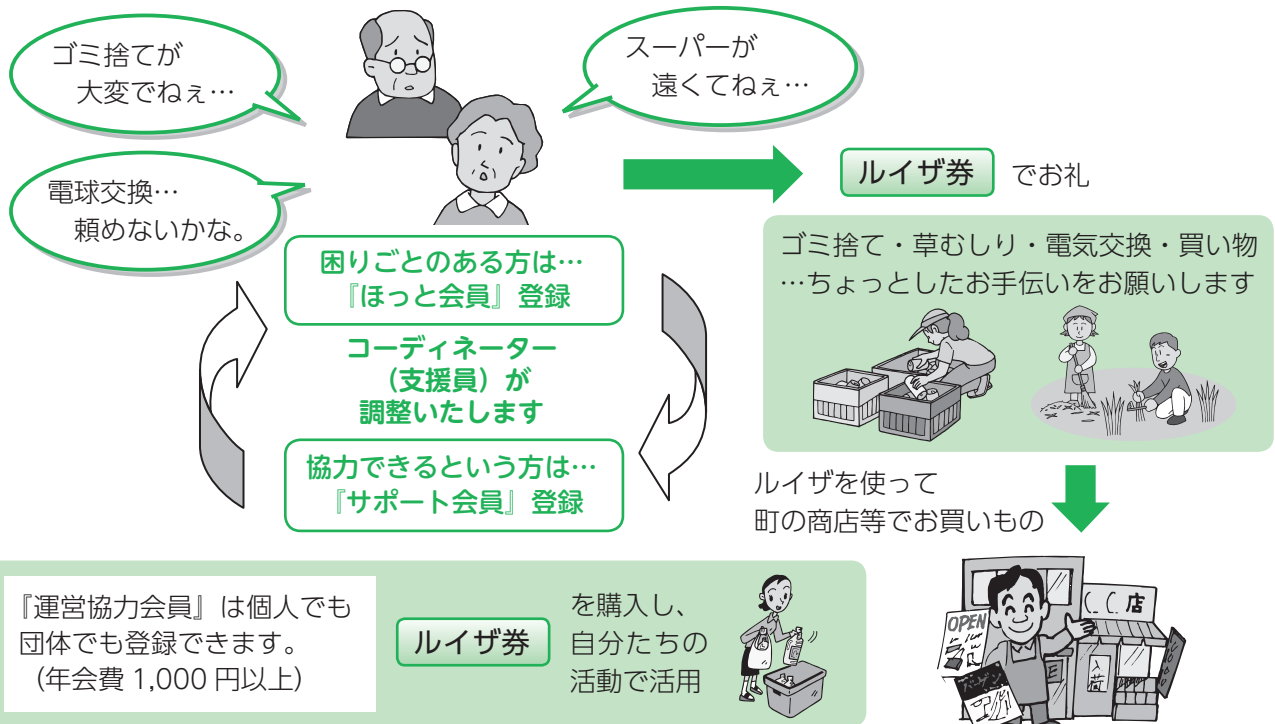 ゴミ捨てが
大変でねぇ…
スーパーが
遠くてねぇ…
電球交換…
頼めないかな。
ルイザ券 でお礼
困りごとのある方は…
『ほっと会員』登録
コーディネーター
（支援員）が
調整いたします
協力できるという方は…
『サポート会員』登録
ゴミ捨て・草むしり・電気交換・買い物
…ちょっとしたお手伝いをお願いします
ルイザを使って
町の商店等でお買いもの
『運営協力会員』は個人でも
団体でも登録できます。
（年会費 1,000 円以上）
ルイザ券
を購入し、
自分たちの
活動で活用
OPEN
店
入荷
バーゲン